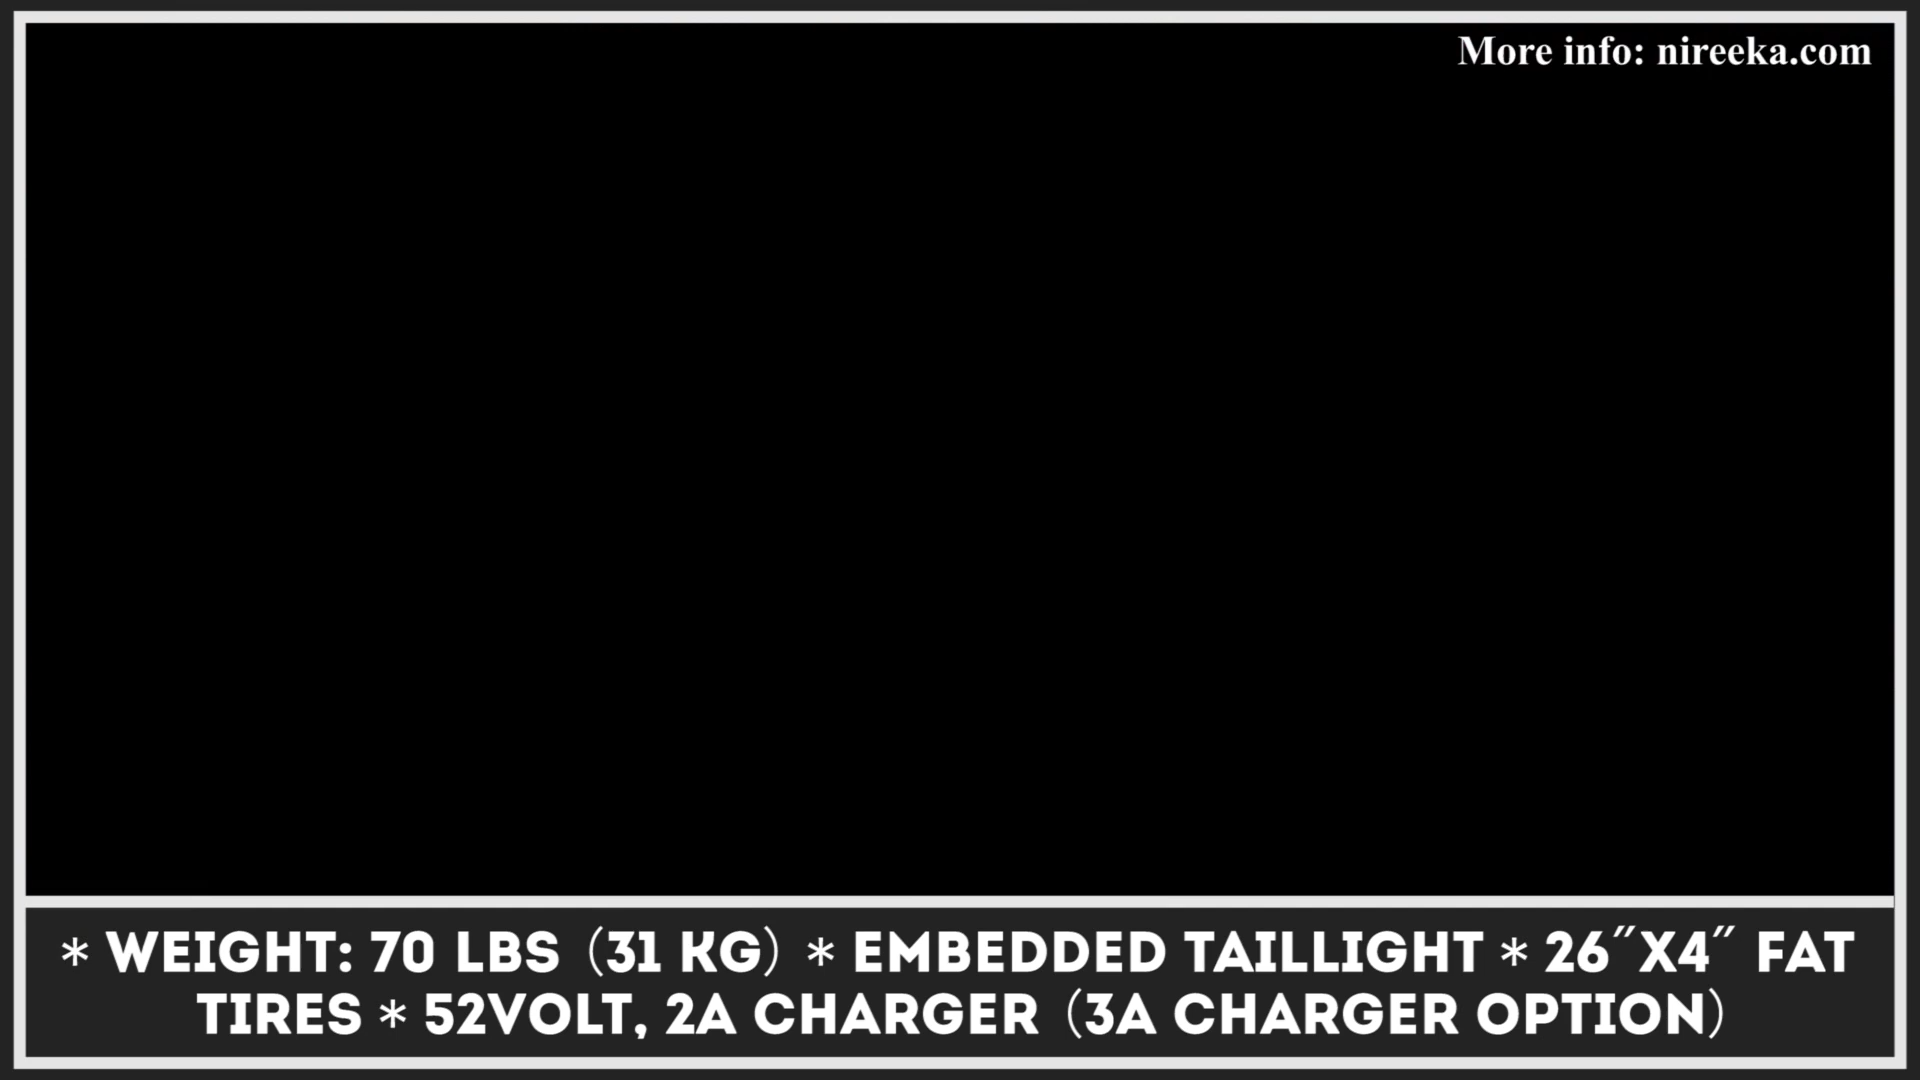 More info: nireeka.com
* WEIGHT: 70 LBS (31 KG) * EMBEDDED TAILLIGHT * 26″X4″ FAT
TIRES * 52VOLT, 2A CHARGER (3A CHARGER OPTION)